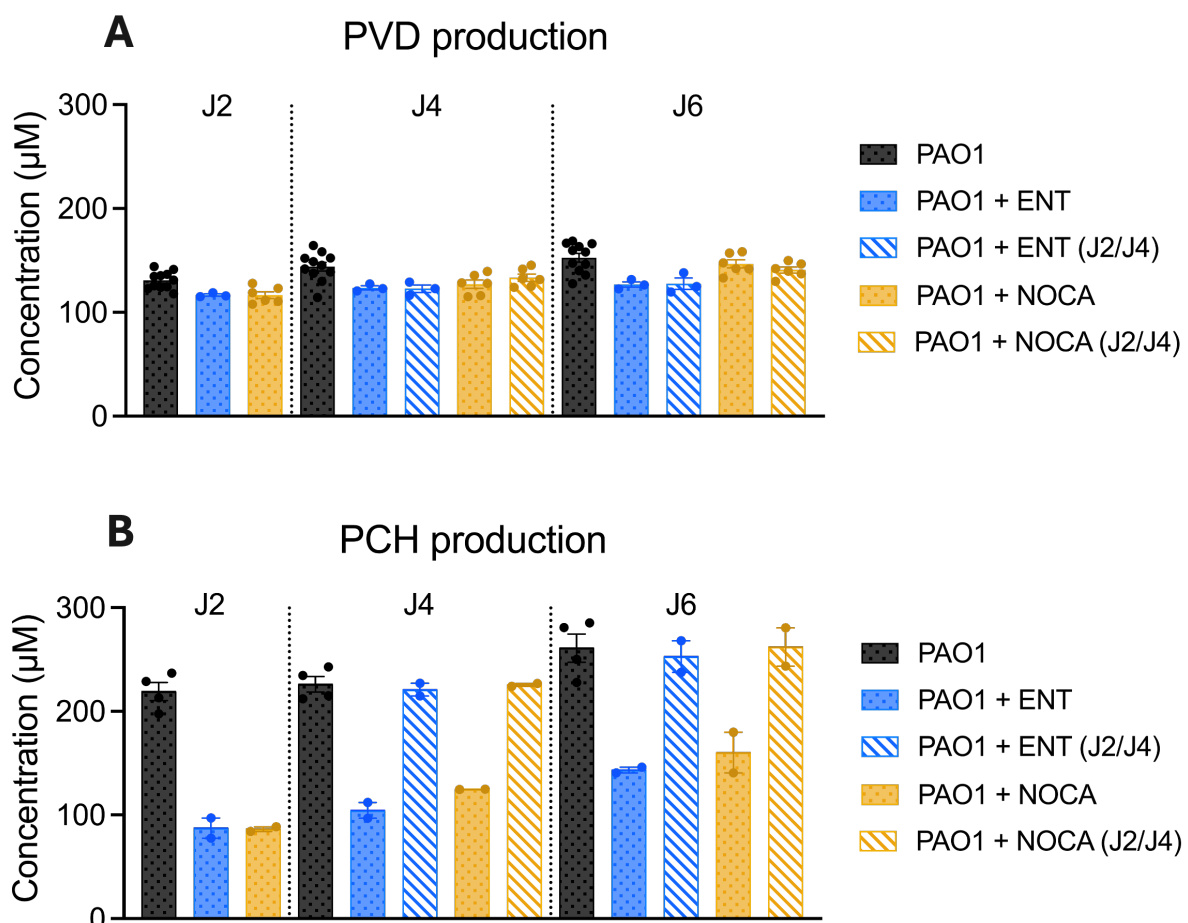 A
PVD production
J2 J4 J6
Concentration (µM)
300
200
100
0
PAO1
PAO1 + ENT
PAO1 + ENT (J2/J4)
PAO1 + NOCA
PAO1 + NOCA (J2/J4)
B
PCH production
J2 J4 J6
Concentration (µM)
300
200
100
0
PAO1
PAO1 + ENT
PAO1 + ENT (J2/J4)
PAO1 + NOCA
PAO1 + NOCA (J2/J4)